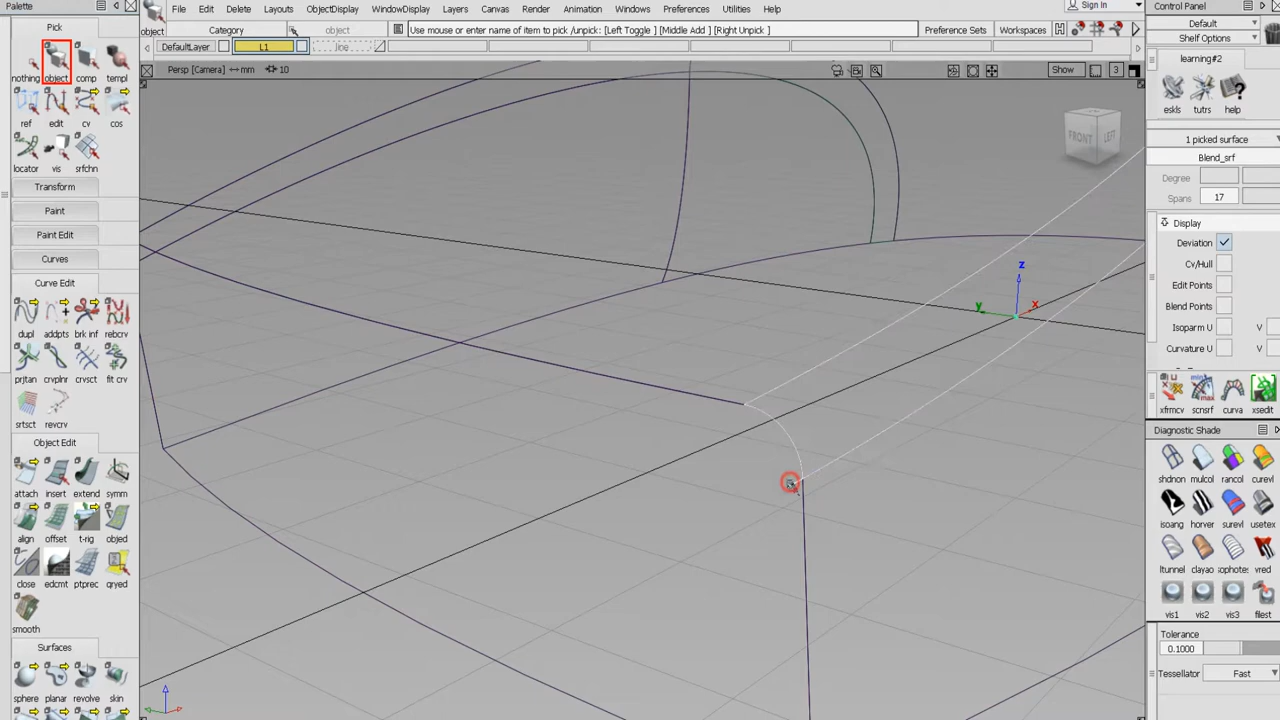 Palette
File Edit Delete Layouts ObjectDisplay WindowDisplay Layers Canvas Render Animation Windows Preferences Utilities Help
Sign In
Control Panel
Pick
object
Category
object
Use mouse or enter name of item to pick /unpick: [Left Toggle ] [Middle Add ] [Right Unpick ]
Preference Sets
Workspaces
Default
Shelf Options
DefaultLayer
L1
line
Persp [Camera] mm 10
Show
3
nothing object comp templ
ref edit cv cos
locator vis srfchn
Transform
Paint
Paint Edit
Curves
Curve Edit
dupl addpts brk inf rebcrv
prjtan crvplnr crvsct fit crv
srtsct revcrv
Object Edit
attach insert extend symm
align offset t-rig objed
close edcmt ptprec qryed
smooth
Surfaces
sphere planar revolve skin
FRONT LEFT
z
y
x
learning#2
eskls tutrs help
1 picked surface
Blend_srf
Degree
Spans 17
Display
Deviation
Cv/Hull
Edit Points
Blend Points
Isoparm U V
Curvature U V
xfrmcv scnsrf curva xsedit
Diagnostic Shade
shdnon mulcol rancol curevl
isoang horver surevl usetex
ltunnel clayao sophotes vred
vis1 vis2 vis3 filest
Tolerance
0.1000
Tessellator Fast